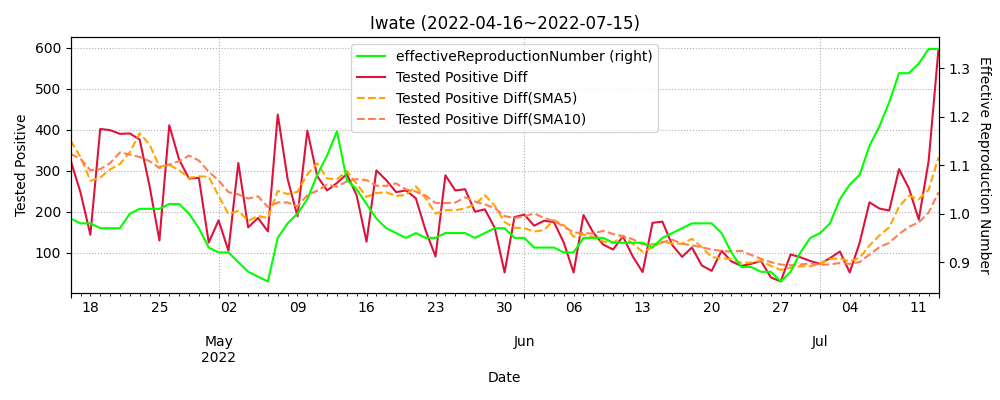 Iwate (2022-04-16~2022-07-15)
effectiveReproductionNumber (right)
Tested Positive Diff
Tested Positive Diff(SMA5)
Tested Positive Diff(SMA10)
Tested Positive
600
500
400
300
200
100
1.3
1.2
1.1
1.0
0.9
Effective Reproduction Number
18 25 02 09 16 23 30 06 13 20 27 04 11
May Jun Jul
2022
Date